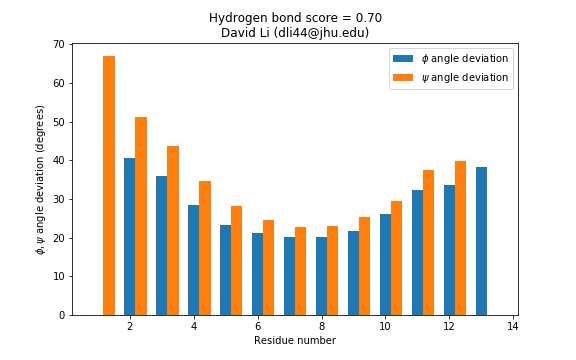 Hydrogen bond score = 0.70
David Li (dli44@jhu.edu)
ϕ angle deviation
ψ angle deviation
ϕ, ψ angle deviation (degrees)
70
60
50
40
30
20
10
0
2
4
6
8
10
12
14
Residue number